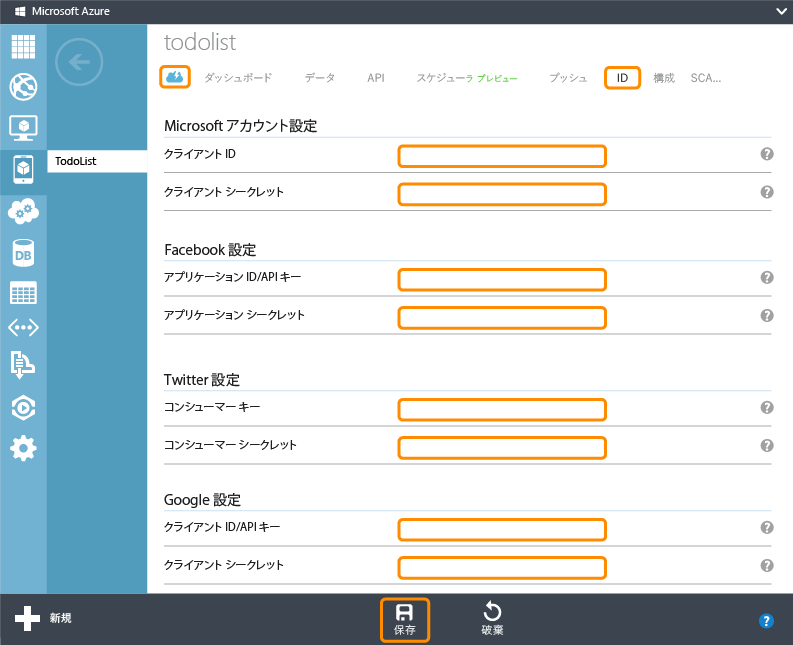 Microsoft Azure
todolist
ダッシュボード データ API スケジューラ プレビュー プッシュ ID 構成 SCA...
TodoList
Microsoft アカウント設定
クライアント ID
?
クライアント シークレット
?
Facebook 設定
アプリケーション ID/API キー
?
アプリケーション シークレット
?
Twitter 設定
コンシューマー キー
?
コンシューマー シークレット
?
DB
Google 設定
クライアント ID/API キー
?
クライアント シークレット
?
新規
保存
破棄
?